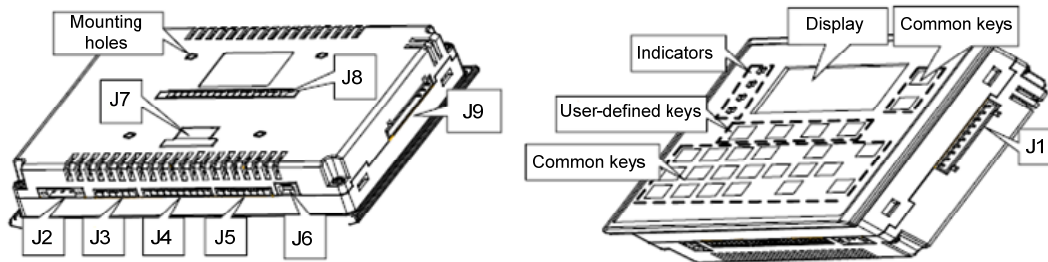 Mounting
holes
J7
J8
J9
J2
J3
J4
J5
J6
Display
Common keys
Indicators
User-defined keys
Common keys
J1